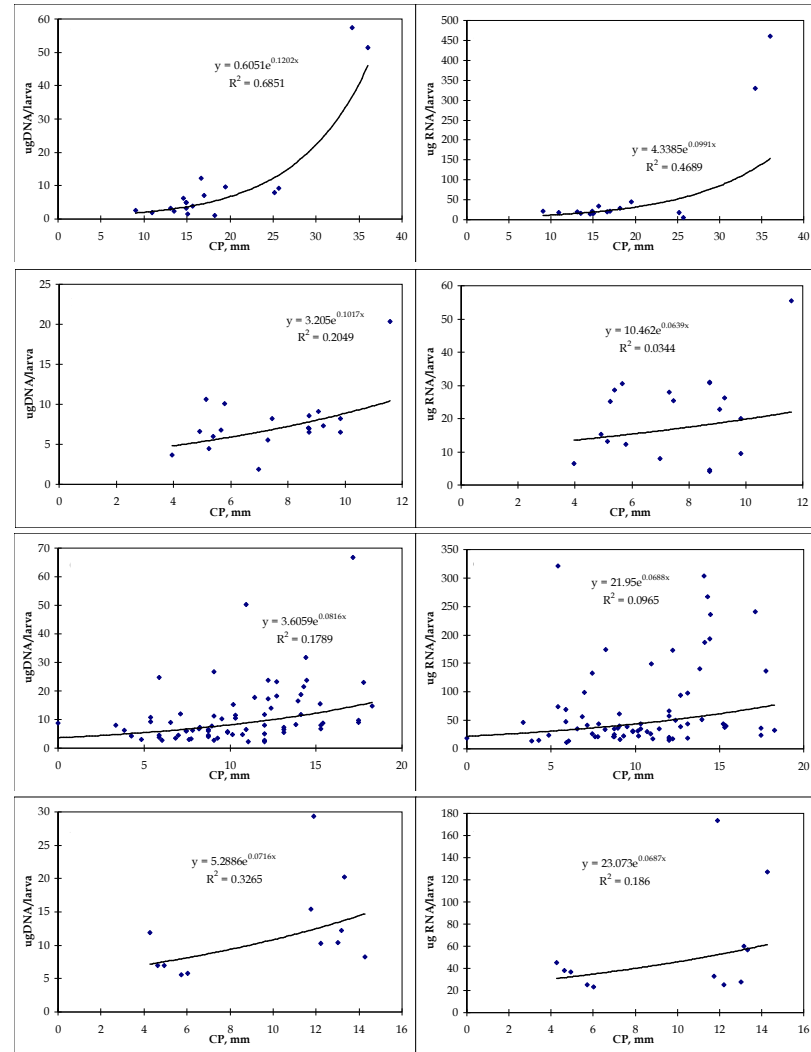 60
50
40
30
20
10
0
ugDNA/larva
y = 0.6051e^0.1202x
R² = 0.6851
0 5 10 15 20 25 30 35 40
CP, mm
500
450
400
350
300
250
200
150
100
50
0
ug RNA/larva
y = 4.3385e^0.0991x
R² = 0.4689
0 5 10 15 20 25 30 35 40
CP, mm
25
20
15
10
5
0
ugDNA/larva
y = 3.205e^0.1017x
R² = 0.2049
0 2 4 6 8 10 12
CP, mm
60
50
40
30
20
10
0
ug RNA/larva
y = 10.462e^0.0639x
R² = 0.0344
0 2 4 6 8 10 12
CP, mm
70
60
50
40
30
20
10
0
ugDNA/larva
y = 3.6059e^0.0816x
R² = 0.1789
0 5 10 15 20
CP, mm
350
300
250
200
150
100
50
0
ug RNA/larva
y = 21.95e^0.0688x
R² = 0.0965
0 5 10 15 20
CP, mm
30
25
20
15
10
5
0
ugDNA/larva
y = 5.2886e^0.0716x
R² = 0.3265
0 2 4 6 8 10 12 14 16
CP, mm
180
160
140
120
100
80
60
40
20
0
ug RNA/larva
y = 23.073e^0.0687x
R² = 0.186
0 2 4 6 8 10 12 14 16
CP, mm